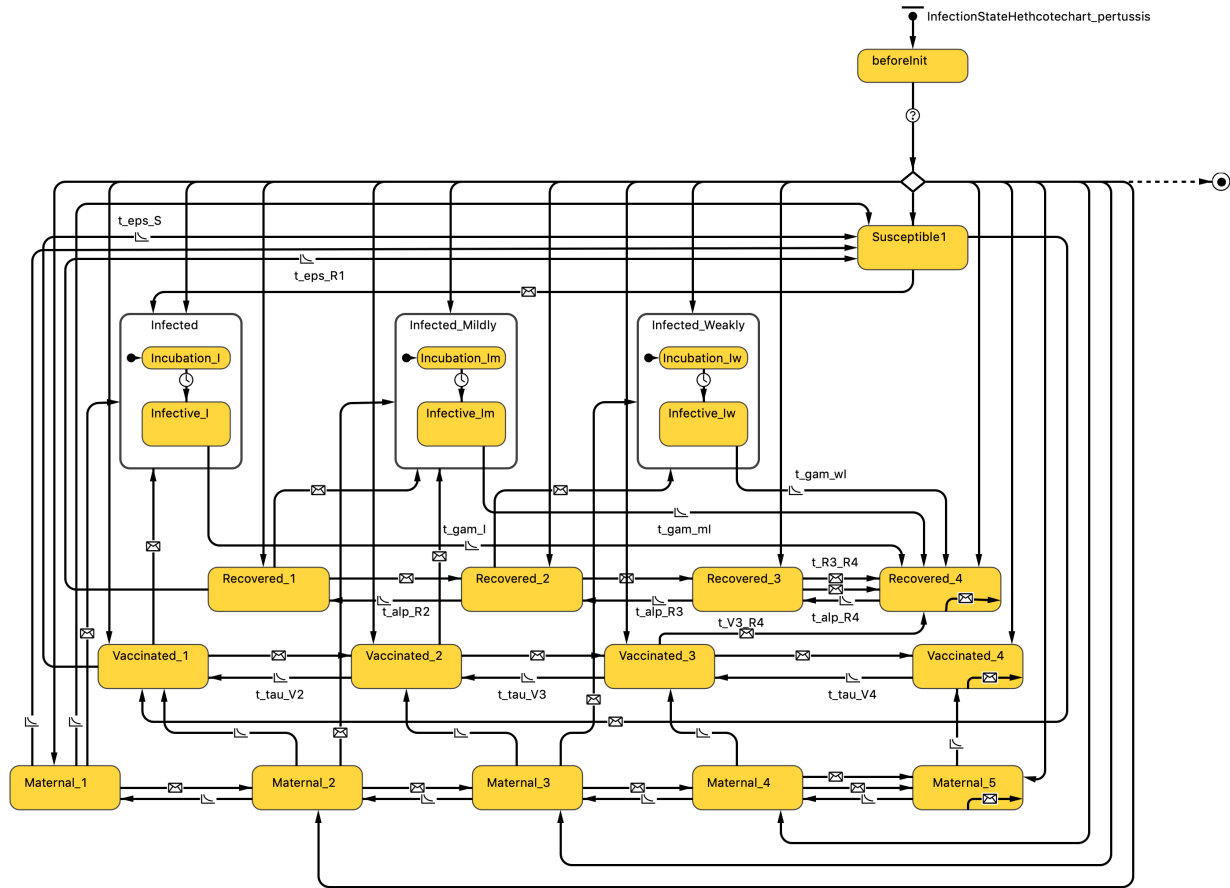 InfectionStateHethcotechart_pertussis
beforeInit
?
t_eps_S
Susceptible1
t_eps_R1
Infected
Infected_Mildly
Infected_Weakly
Incubation_I
Incubation_Im
Incubation_Iw
Infective_I
Infective_Im
Infective_Iw
t_gam_wI
t_gam_I
t_gam_mI
t_R3_R4
Recovered_1
Recovered_2
Recovered_3
Recovered_4
t_alp_R2
t_alp_R3
t_alp_R4
t_V3_R4
Vaccinated_1
Vaccinated_2
Vaccinated_3
Vaccinated_4
t_tau_V2
t_tau_V3
t_tau_V4
Maternal_1
Maternal_2
Maternal_3
Maternal_4
Maternal_5